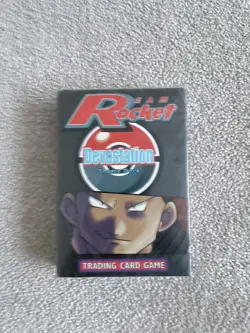 TEAM
Rocket
Devastation
TRADING CARD GAME